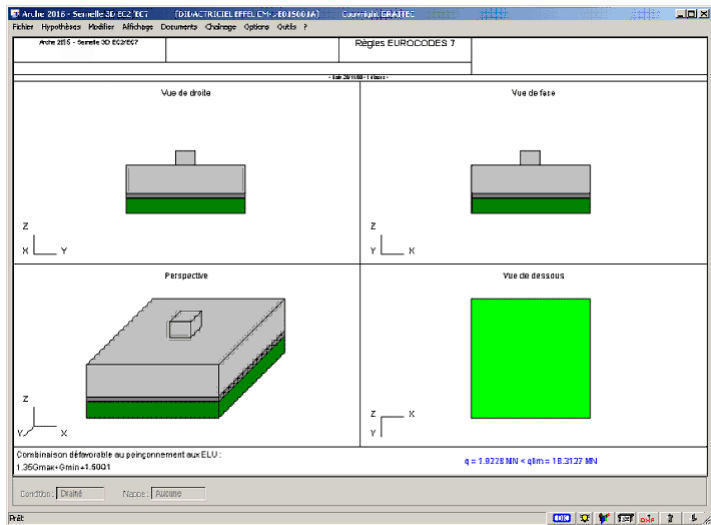 Arche 2016 - Semelle 3D EC2/EC7 Copyright GRAITEC
Fichier Hypothèses Modifier Affichage Documents Chaînage Options Outils ?
Arche 2016 - Semelle 3D EC2/EC7
Règles EUROCODES 7
Vue de droite
Vue de face
Z
X Y
Z
Y X
Perspective
Vue de dessous
Z
Y X
Z X
Y
Combinaison défavorable au poinçonnement aux ELU :
1.35Gmax+Gmin+1.50Q1
q = 1.9228 MN < qlim = 18.3127 MN
Condition : Drainé Nappe : Aucune
Prêt